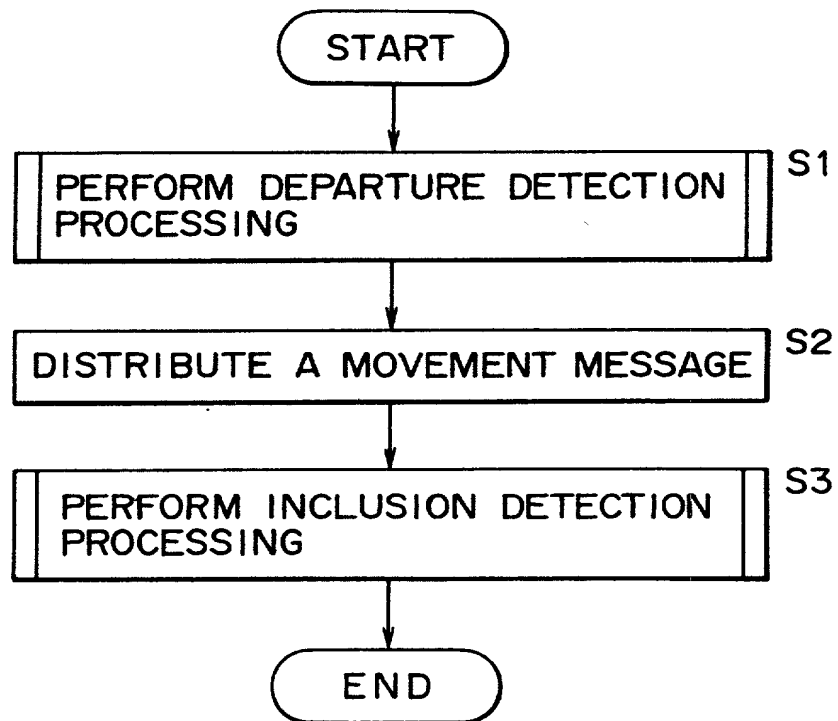 START
S1
PERFORM DEPARTURE DETECTION
PROCESSING
S2
DISTRIBUTE A MOVEMENT MESSAGE
S3
PERFORM INCLUSION DETECTION
PROCESSING
END